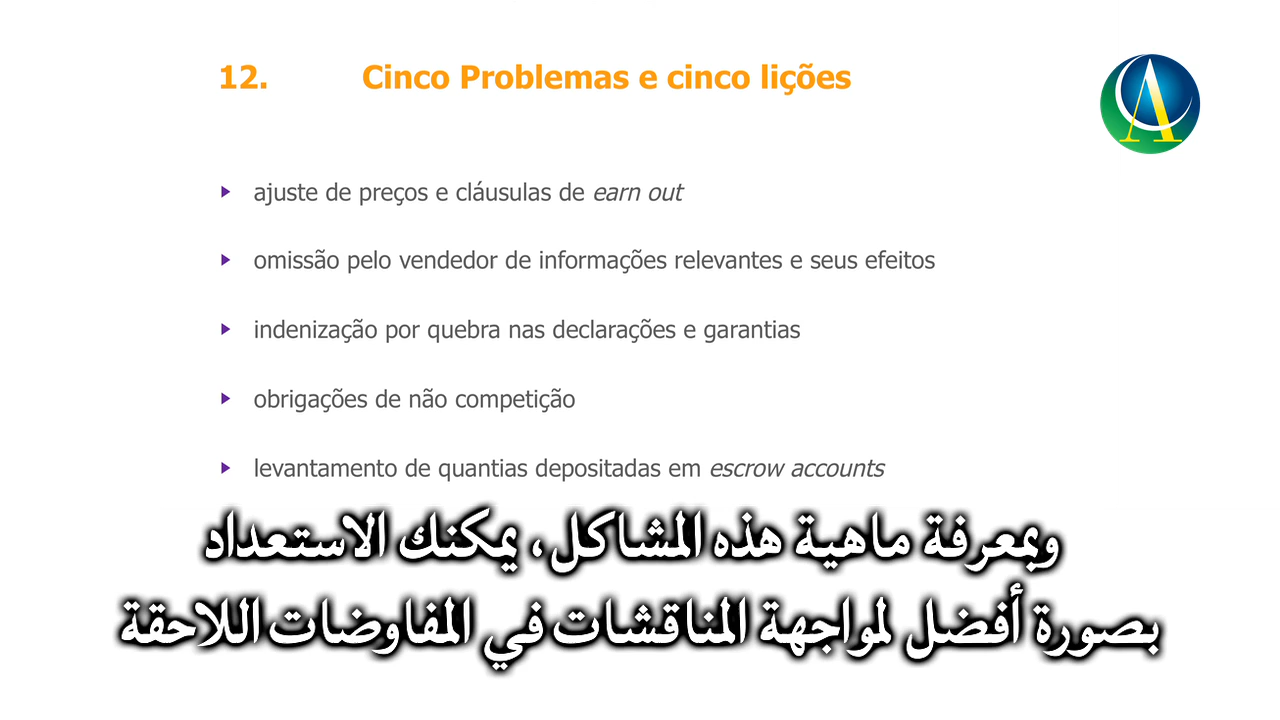 12. Cinco Problemas e cinco lições
ajuste de preços e cláusulas de earn out
omissão pelo vendedor de informações relevantes e seus efeitos
indenização por quebra nas declarações e garantias
obrigações de não competição
levantamento de quantias depositadas em escrow accounts
وبمعرفة ماهية هذه المشاكل، يمكنك الاستعداد
بصورة أفضل لمواجهة المناقشات في المفاوضات اللاحقة